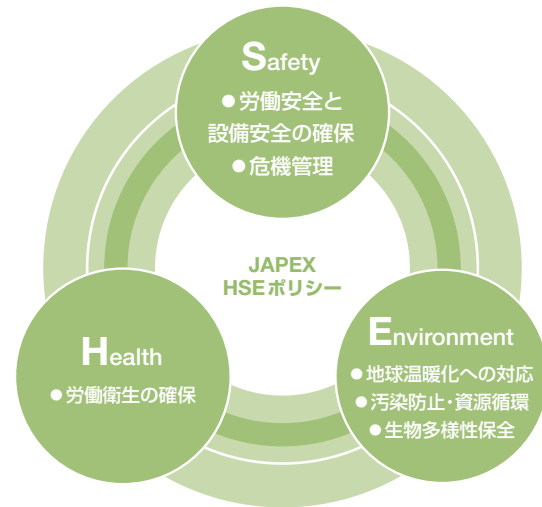 Safety
●労働安全と
設備安全の確保
●危機管理
JAPEX
HSEポリシー
Health
●労働衛生の確保
Environment
●地球温暖化への対応
●汚染防止・資源循環
●生物多様性保全